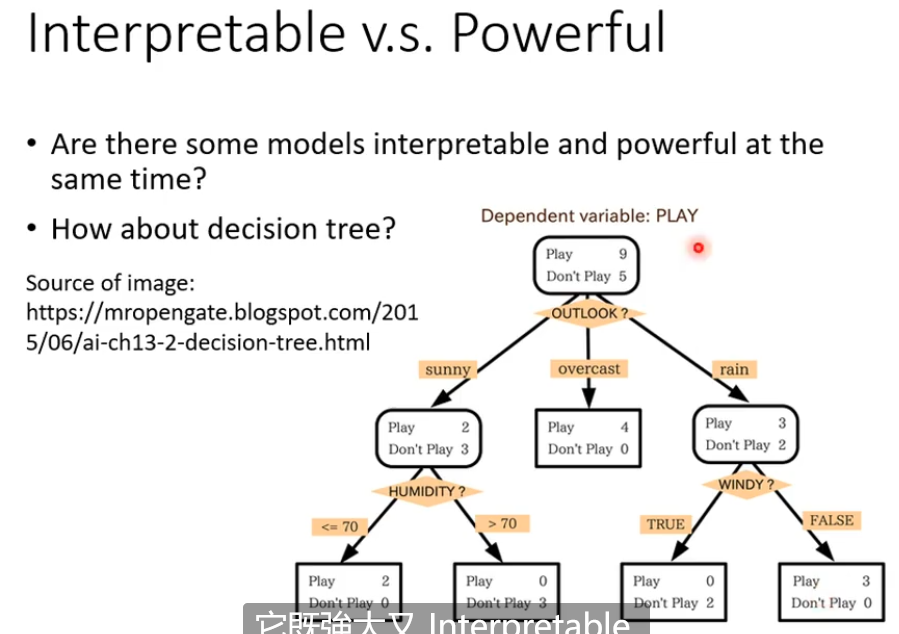 Interpretable v.s. Powerful
• Are there some models interpretable and powerful at the
same time?
• How about decision tree?
Source of image:
https://mropengate.blogspot.com/201
5/06/ai-ch13-2-decision-tree.html
Dependent variable: PLAY
Play 9
Don't Play 5
OUTLOOK ?
sunny
overcast
rain
Play 2
Don't Play 3
Play 4
Don't Play 0
Play 3
Don't Play 2
HUMIDITY ?
WINDY ?
<= 70
> 70
TRUE
FALSE
Play 2
Don't Play 0
Play 0
Don't Play 3
Play 0
Don't Play 2
Play 3
Don't Play 0
它既強大又 Interpretable